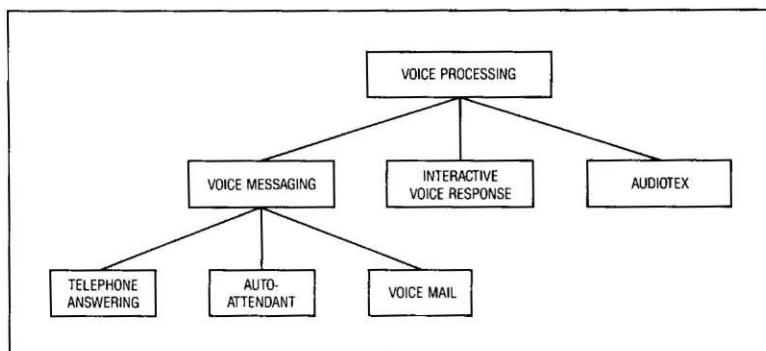 VOICE PROCESSING
VOICE MESSAGING
INTERACTIVE
VOICE RESPONSE
AUDIOTEX
TELEPHONE
ANSWERING
AUTO-
ATTENDANT
VOICE MAIL